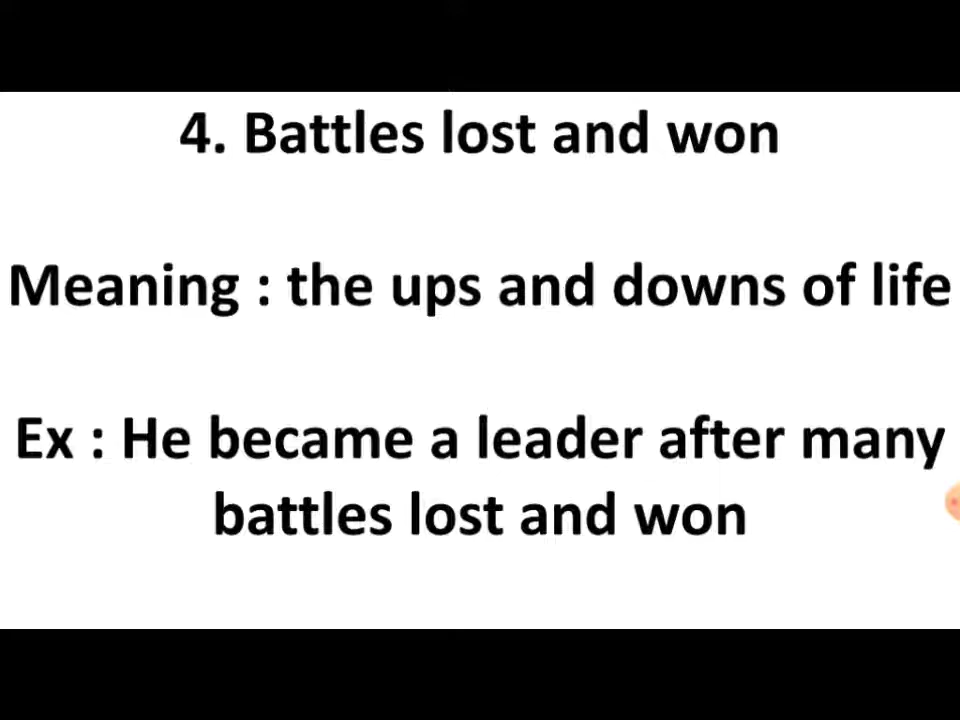 4. Battles lost and won
Meaning : the ups and downs of life
Ex : He became a leader after many
battles lost and won